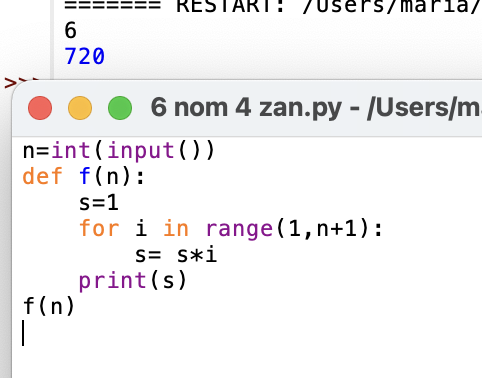 ======= RESTART: /Users/maria/
6
720
>>>
6 nom 4 zan.py - /Users/m
n=int(input())
def f(n):
    s=1
    for i in range(1,n+1):
        s= s*i
    print(s)
f(n)